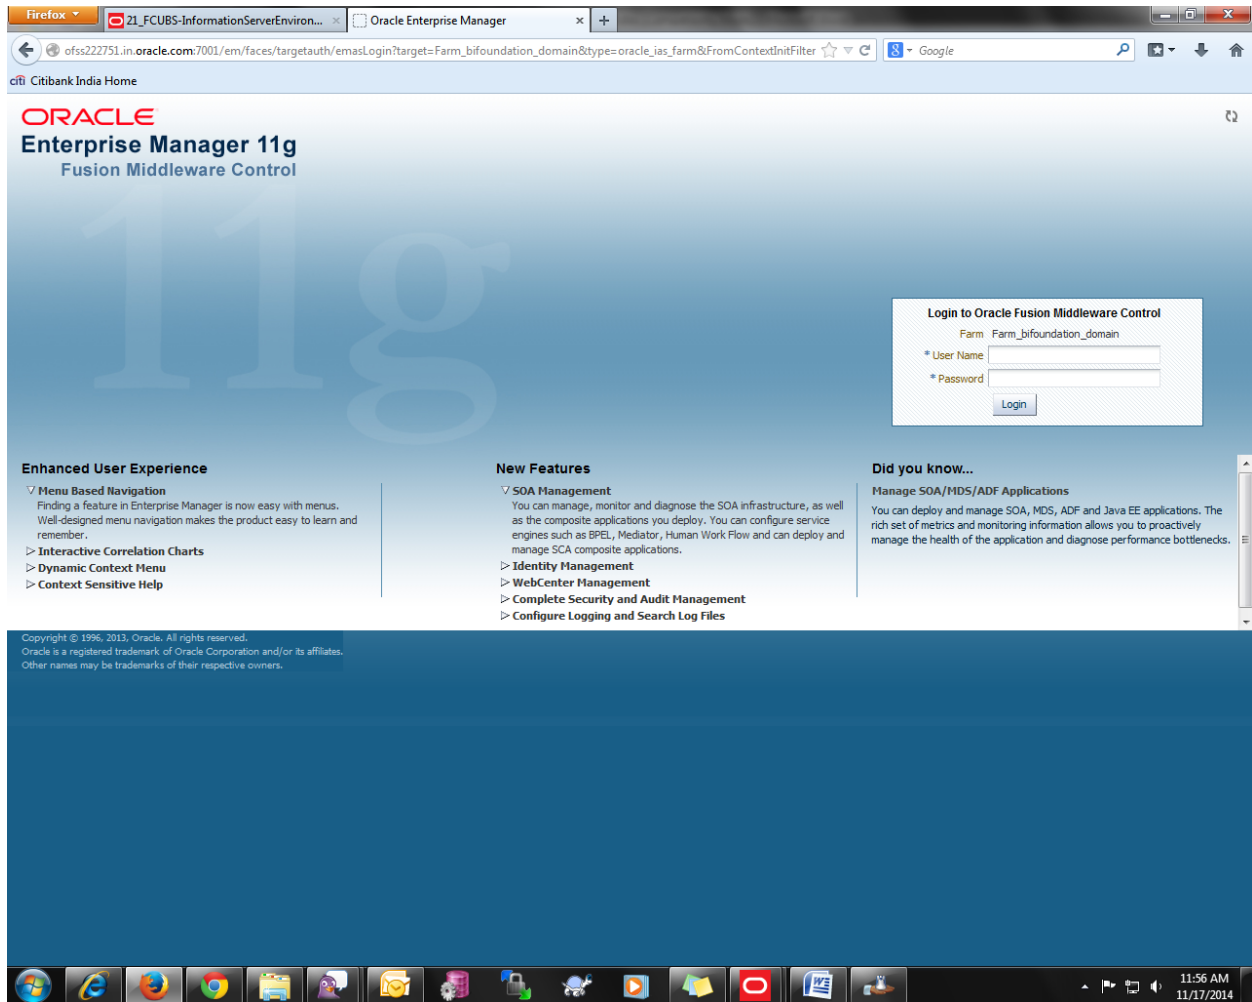 Firefox
21_FCUBS-InformationServerEnviron...
Oracle Enterprise Manager
ofss222751.in.oracle.com:7001/em/faces/targetauth/emasLogin?target=Farm_bifoundation_domain&type=oracle_ias_farm&FromContextInitFilter
8 Google
citi Citibank India Home
ORACLE
Enterprise Manager 11g
Fusion Middleware Control
11g
Login to Oracle Fusion Middleware Control
Farm Farm_bifoundation_domain
* User Name
* Password
Login
Enhanced User Experience
Menu Based Navigation
Finding a feature in Enterprise Manager is now easy with menus.
Well-designed menu navigation makes the product easy to learn and
remember.
Interactive Correlation Charts
Dynamic Context Menu
Context Sensitive Help
New Features
SOA Management
You can manage, monitor and diagnose the SOA infrastructure, as well
as the composite applications you deploy. You can configure service
engines such as BPEL, Mediator, Human Work Flow and can deploy and
manage SCA composite applications.
Identity Management
WebCenter Management
Complete Security and Audit Management
Configure Logging and Search Log Files
Did you know...
Manage SOA/MDS/ADF Applications
You can deploy and manage SOA, MDS, ADF and Java EE applications. The
rich set of metrics and monitoring information allows you to proactively
manage the health of the application and diagnose performance bottlenecks.
Copyright © 1996, 2013, Oracle. All rights reserved.
Oracle is a registered trademark of Oracle Corporation and/or its affiliates.
Other names may be trademarks of their respective owners.
11:56 AM
11/17/2014